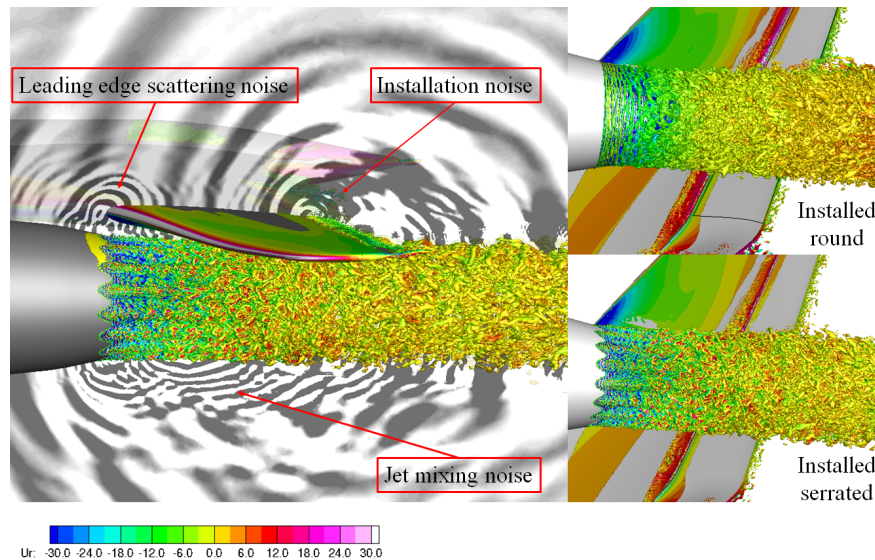 Leading edge scattering noise
Installation noise
Jet mixing noise
Installed
round
Installed
serrated
Ur: -30.0 -24.0 -18.0 -12.0 -6.0 0.0 6.0 12.0 18.0 24.0 30.0